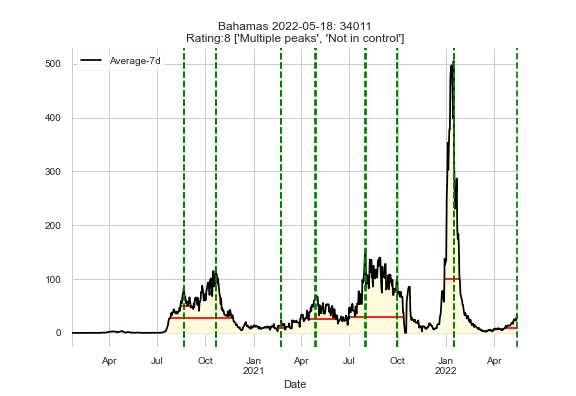 Bahamas 2022-05-18: 34011
Rating:8 ['Multiple peaks', 'Not in control']
Average-7d
500
400
300
200
100
0
Apr Jul Oct Jan Apr Jul Oct Jan Apr
2021 2022
Date